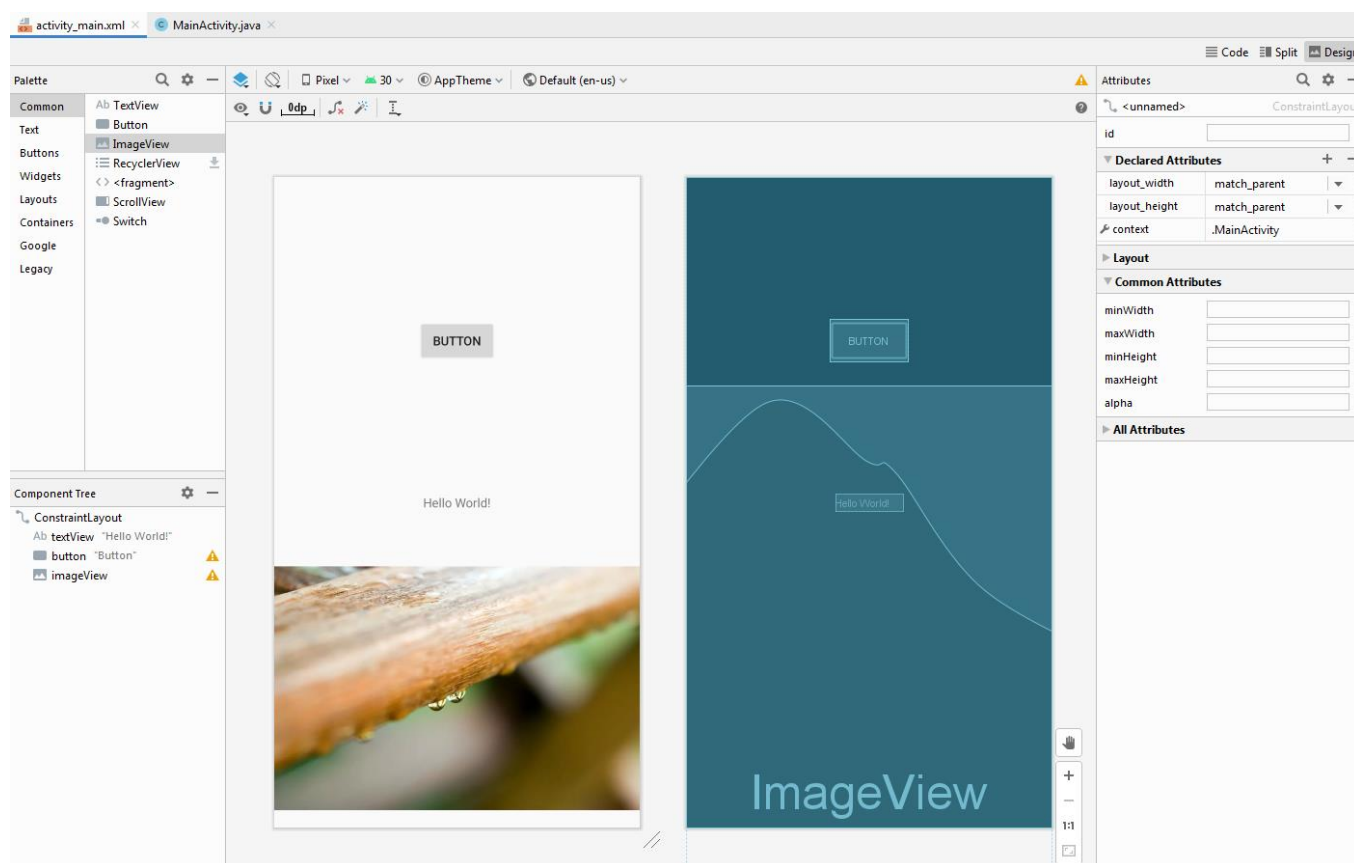 activity_main.xml
MainActivity.java
Code
Split
Design
Palette
Pixel
30
AppTheme
Default (en-us)
Attributes
Common
Text
Buttons
Widgets
Layouts
Containers
Google
Legacy
Ab TextView
Button
ImageView
RecyclerView
<fragment>
ScrollView
Switch
0dp
<unnamed>
ConstraintLayou
id
Declared Attributes
layout_width match_parent
layout_height match_parent
context .MainActivity
Layout
Common Attributes
minWidth
maxWidth
minHeight
maxHeight
alpha
All Attributes
BUTTON
Hello World!
BUTTON
Hello World!
ImageView
1:1
Component Tree
ConstraintLayout
Ab textView "Hello World!"
button "Button"
imageView